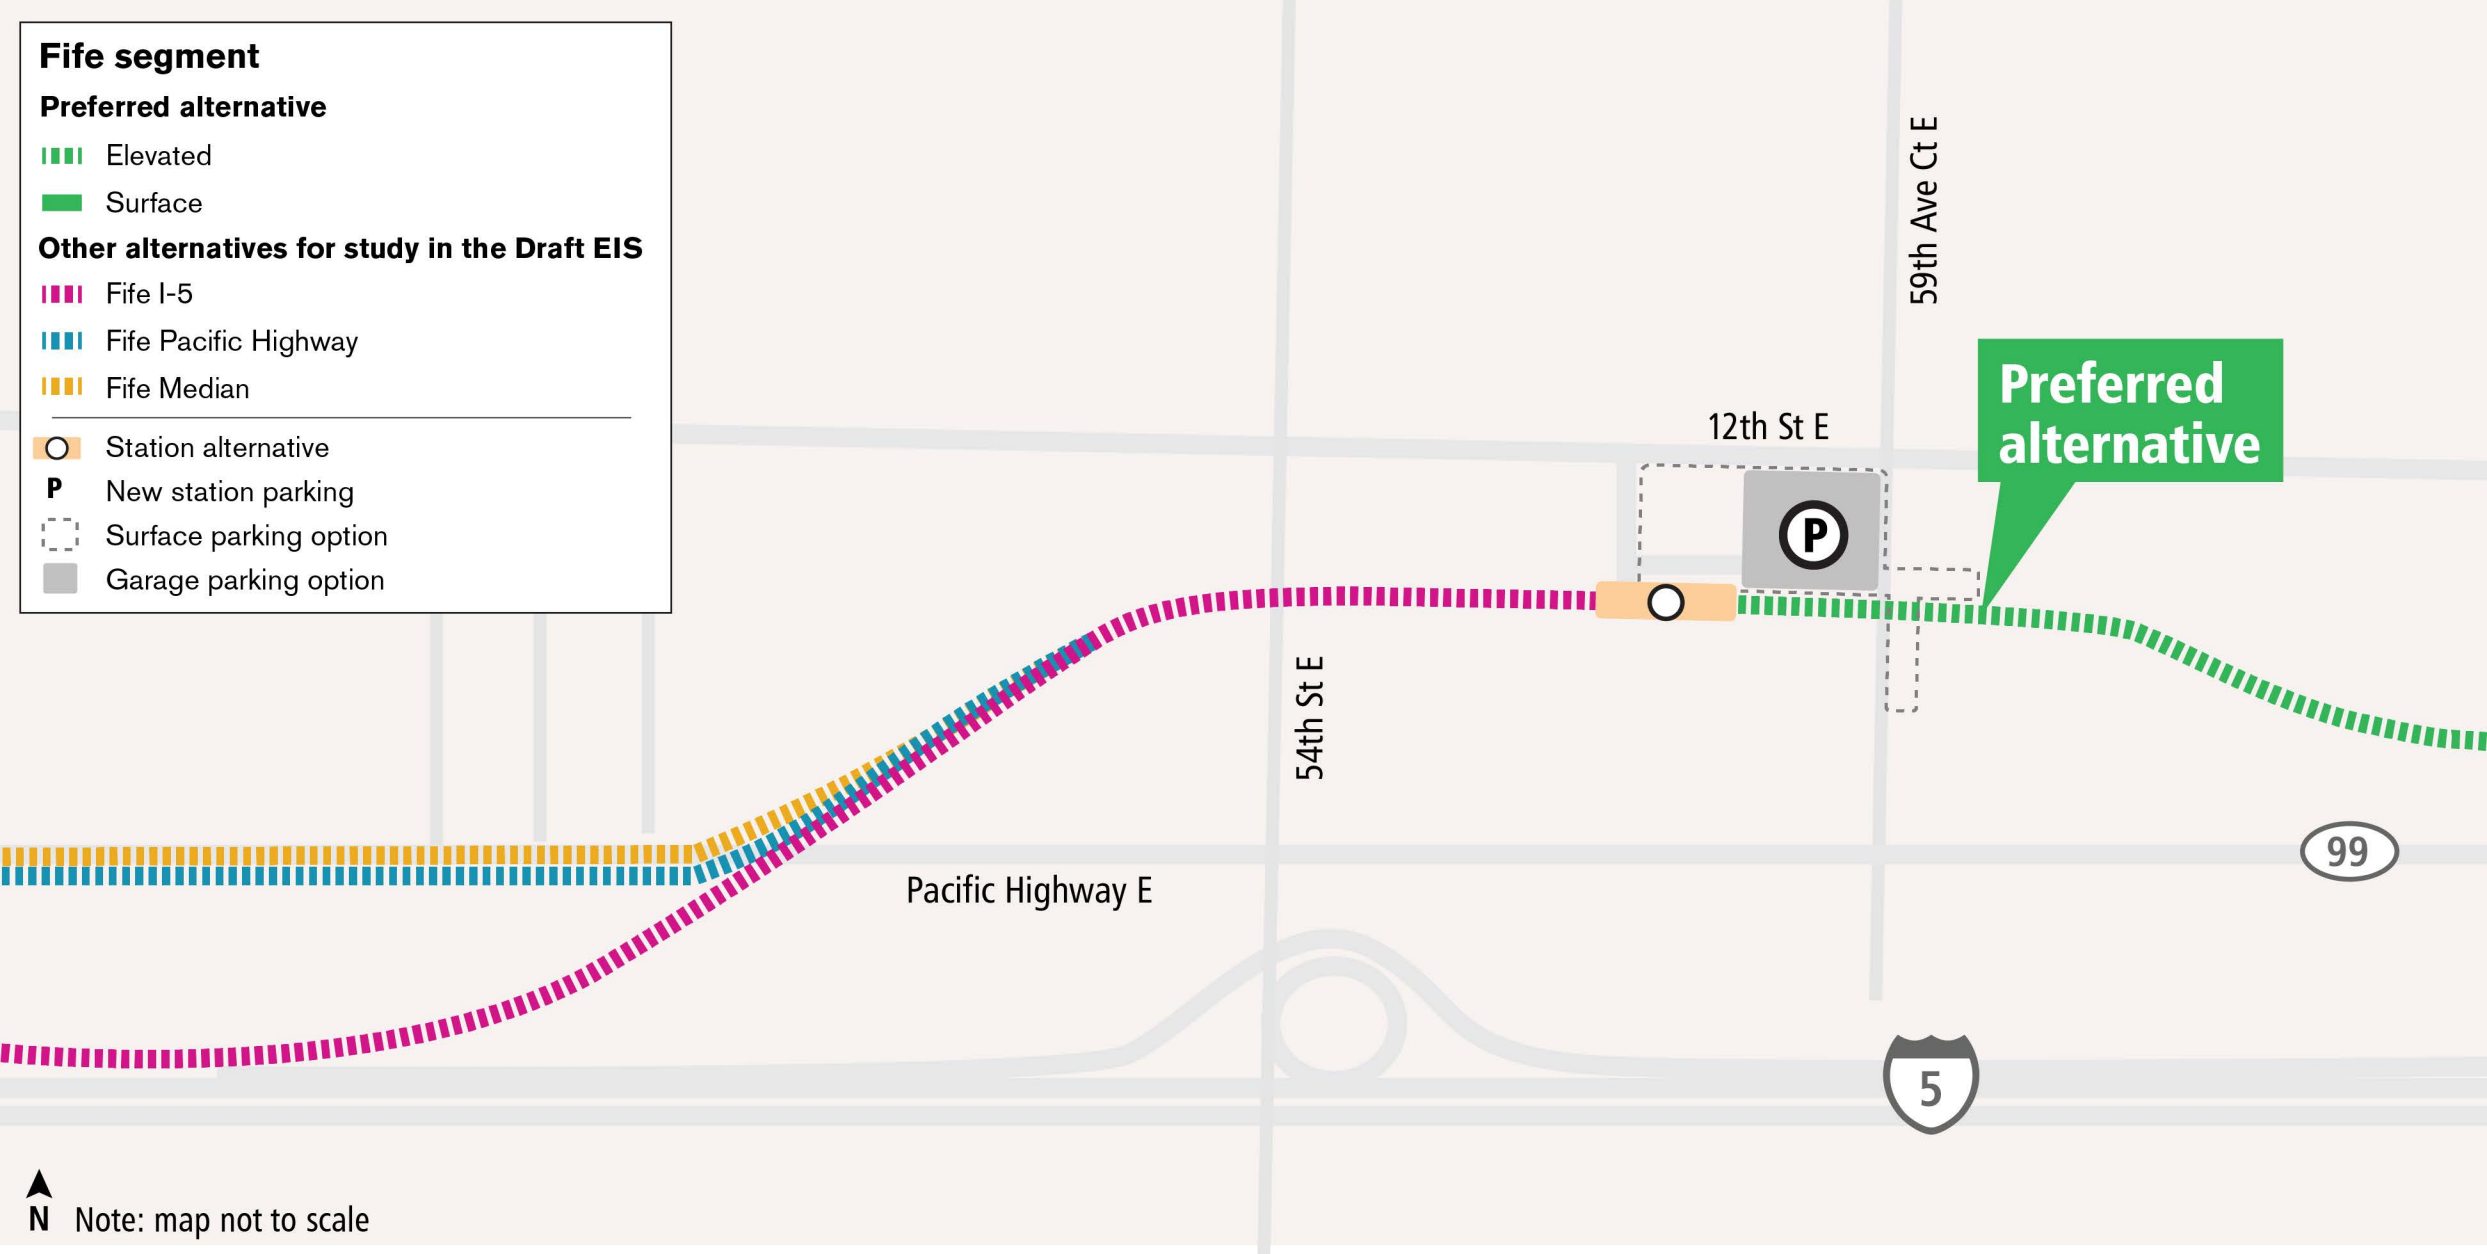 Fife segment
Preferred alternative
Elevated
Surface
Other alternatives for study in the Draft EIS
Fife I-5
Fife Pacific Highway
Fife Median
Station alternative
P New station parking
Surface parking option
Garage parking option
59th Ave Ct E
Preferred
alternative
12th St E
P
54th St E
99
Pacific Highway E
5
N Note: map not to scale